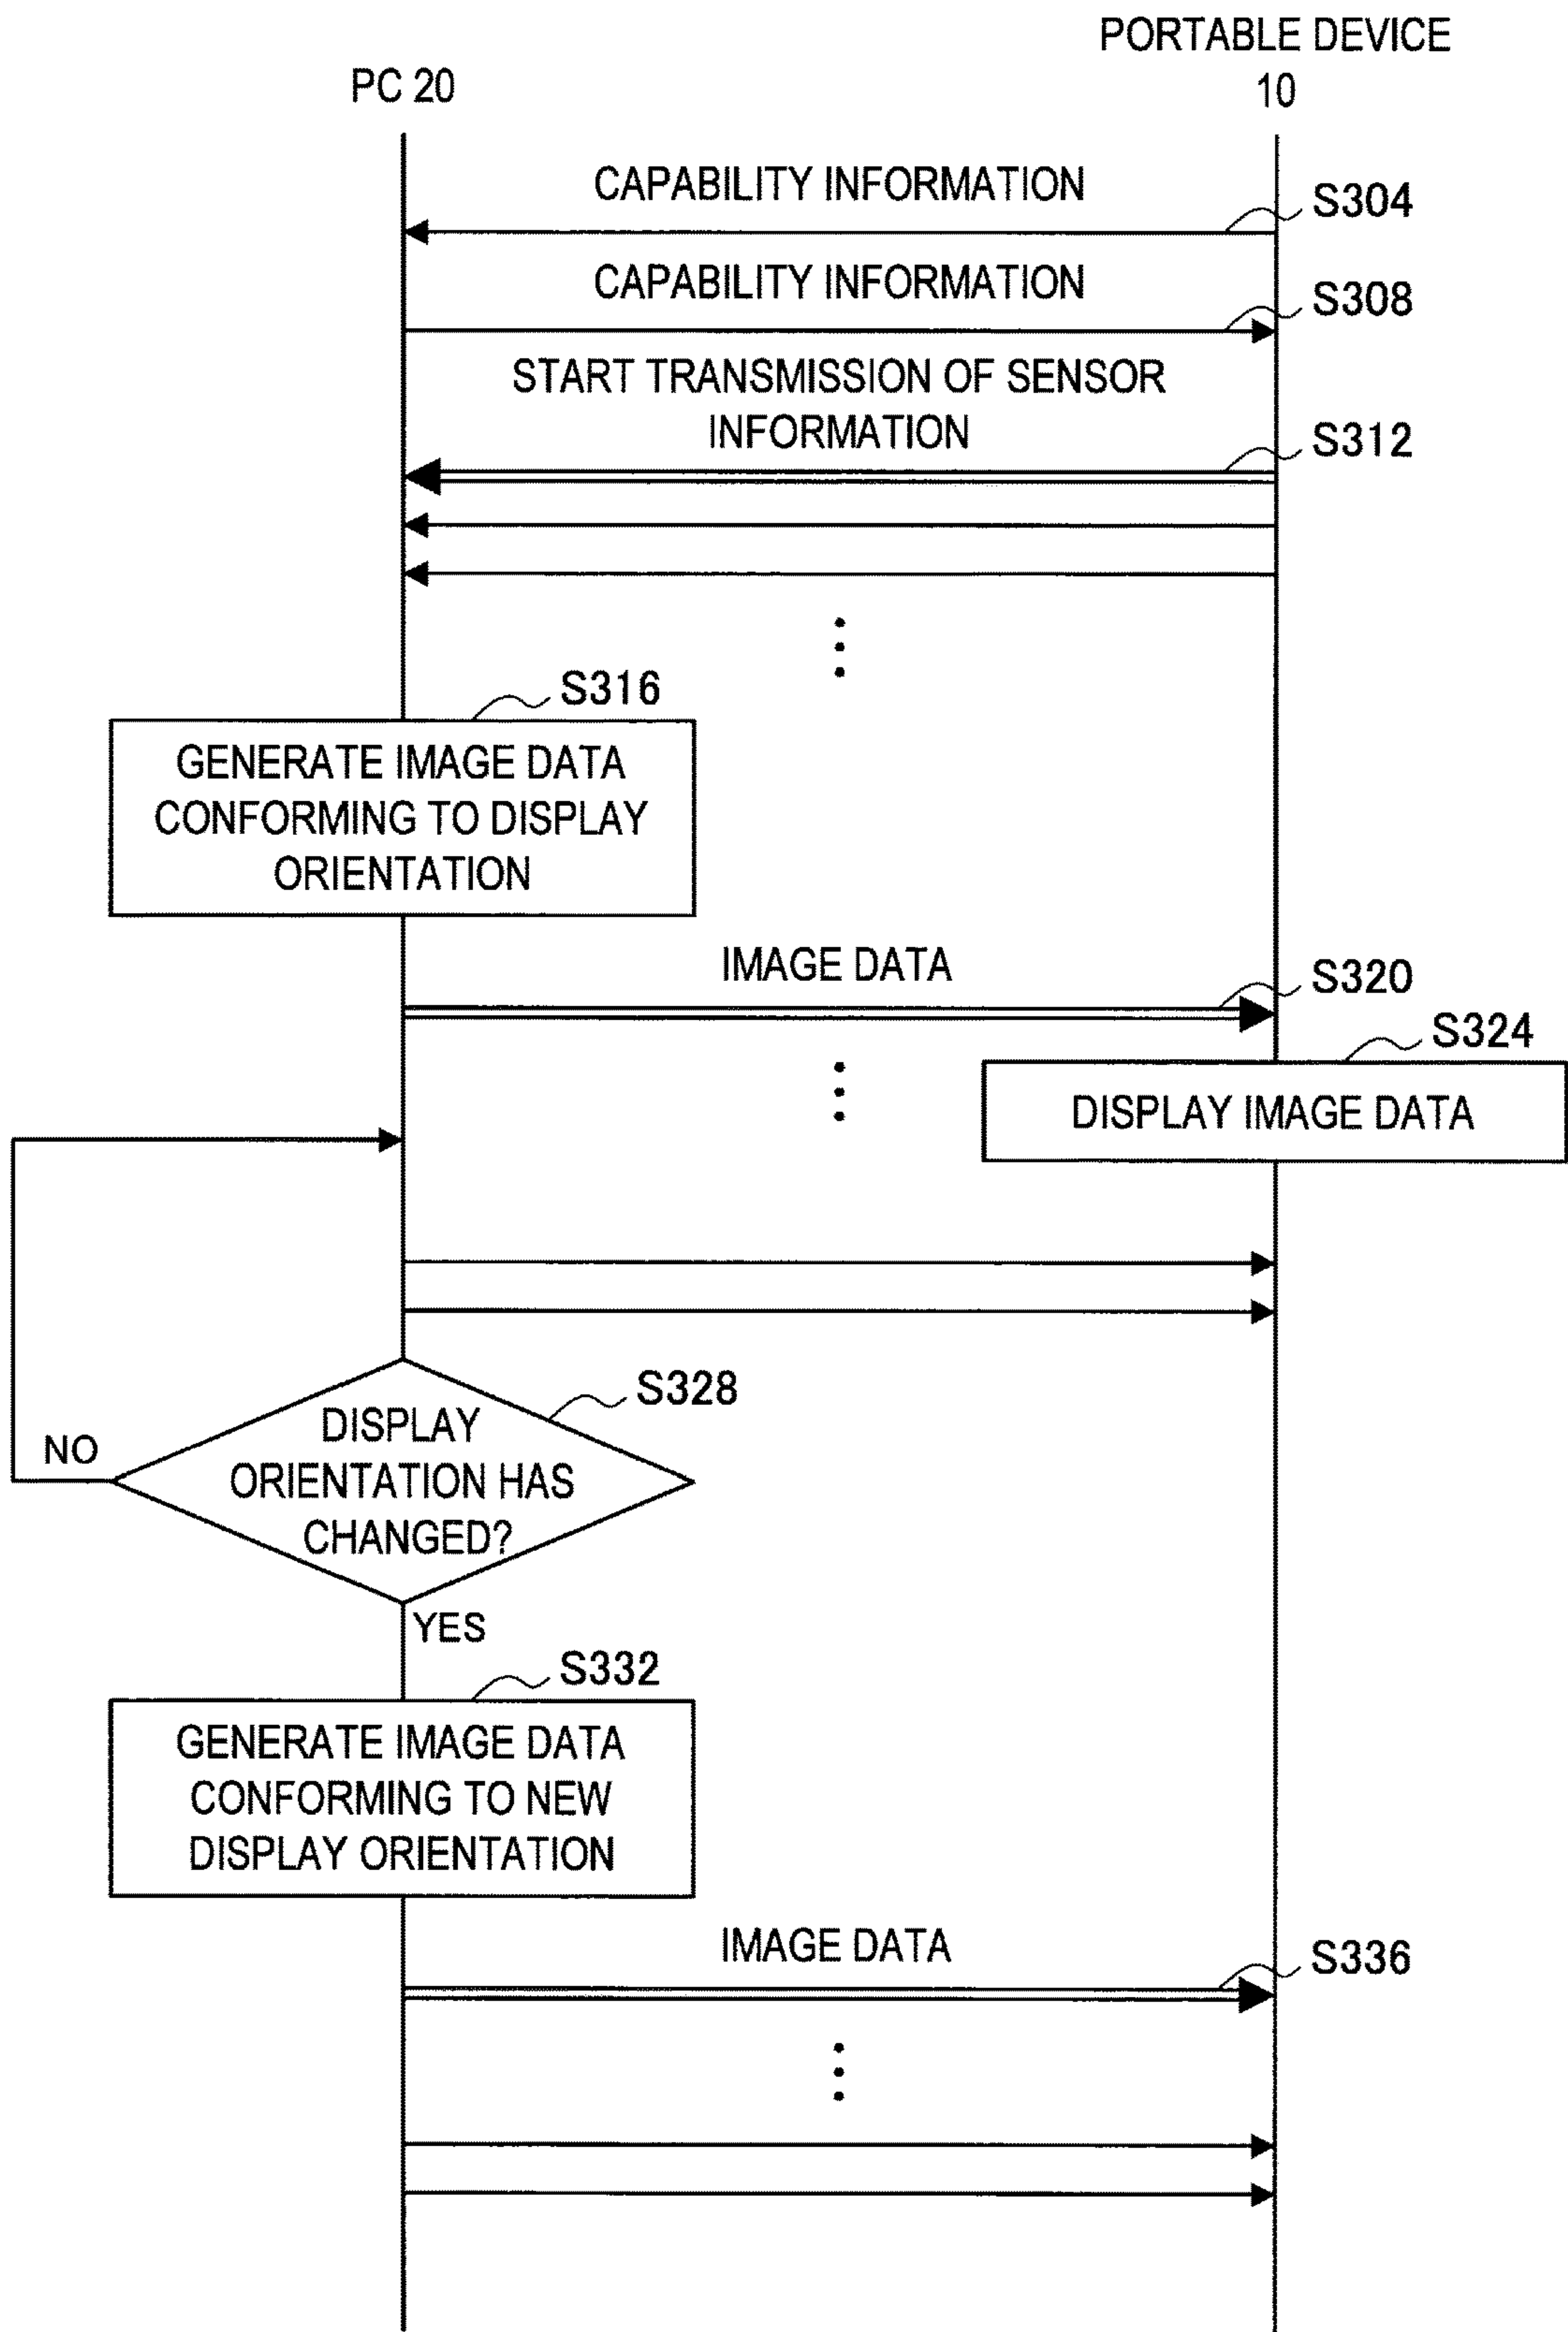 PORTABLE DEVICE
10
PC 20
CAPABILITY INFORMATION
S304
CAPABILITY INFORMATION
S308
START TRANSMISSION OF SENSOR
INFORMATION
S312
S316
GENERATE IMAGE DATA
CONFORMING TO DISPLAY
ORIENTATION
IMAGE DATA
S320
S324
DISPLAY IMAGE DATA
S328
DISPLAY
ORIENTATION HAS
CHANGED?
NO
YES
S332
GENERATE IMAGE DATA
CONFORMING TO NEW
DISPLAY ORIENTATION
IMAGE DATA
S336